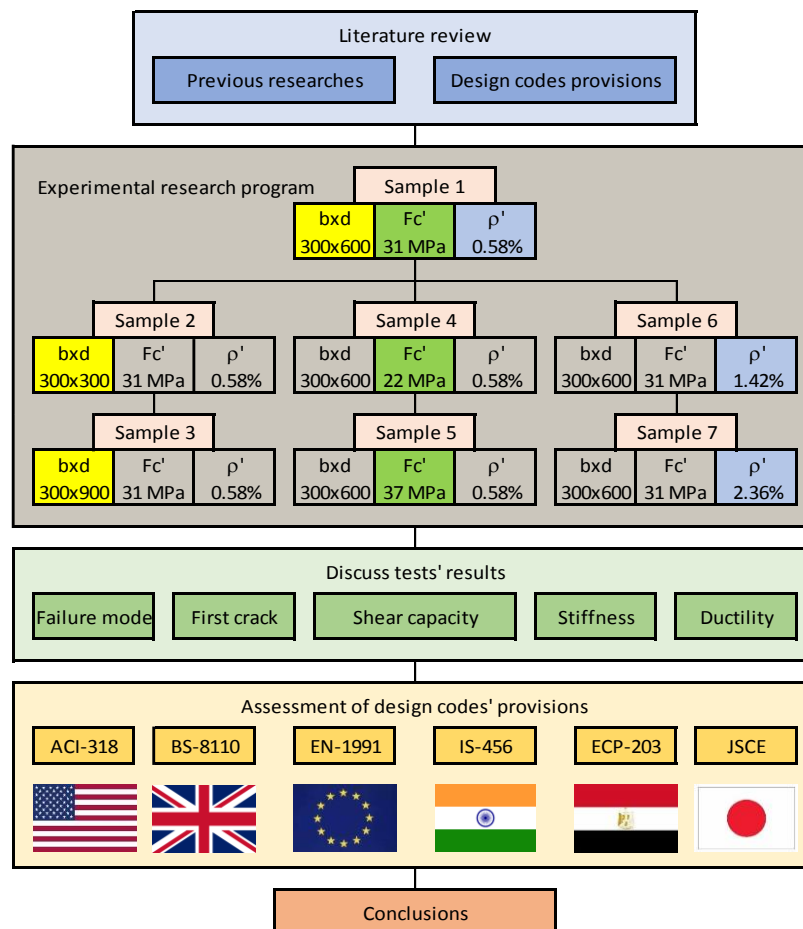 Literature review
Previous researches
Design codes provisions
Experimental research program
Sample 1
bxd Fc' ρ'
300x600 31 MPa 0.58%
Sample 2 Sample 4 Sample 6
bxd Fc' ρ' bxd Fc' ρ' bxd Fc' ρ'
300x300 31 MPa 0.58% 300x600 22 MPa 0.58% 300x600 31 MPa 1.42%
Sample 3 Sample 5 Sample 7
bxd Fc' ρ' bxd Fc' ρ' bxd Fc' ρ'
300x900 31 MPa 0.58% 300x600 37 MPa 0.58% 300x600 31 MPa 2.36%
Discuss tests' results
Failure mode First crack Shear capacity Stiffness Ductility
Assessment of design codes' provisions
ACI-318 BS-8110 EN-1991 IS-456 ECP-203 JSCE
Conclusions